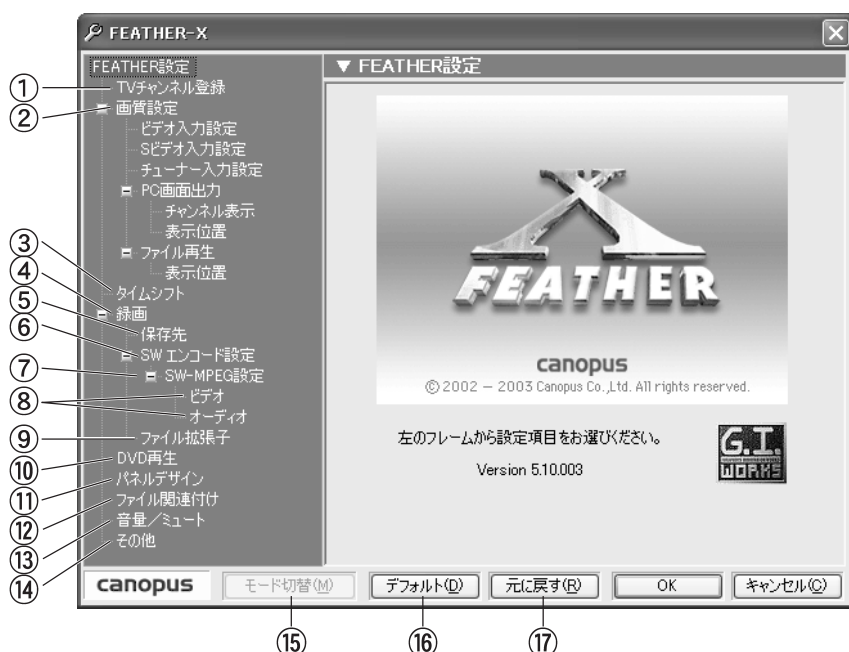 FEATHER-X
FEATHER設定
① TVチャンネル登録
② 画質設定
ビデオ入力設定
Sビデオ入力設定
チューナー入力設定
PC画面出力
チャンネル表示
表示位置
ファイル再生
表示位置
③ タイムシフト
④ 録画
⑤ 保存先
⑥ SW エンコード設定
⑦ SW-MPEG設定
⑧ ビデオ
オーディオ
⑨ ファイル拡張子
⑩ DVD再生
⑪ パネルデザイン
⑫ ファイル関連付け
⑬ 音量/ミュート
⑭ その他
▼ FEATHER設定
X
FEATHER
canopus
© 2002 – 2003 Canopus Co.,Ltd. All rights reserved.
左のフレームから設定項目をお選びください。
Version 5.10.003
G.I.
WORKS
canopus
モード切替(M)
デフォルト(D)
元に戻す(R)
OK
キャンセル(C)
⑮
⑯
⑰